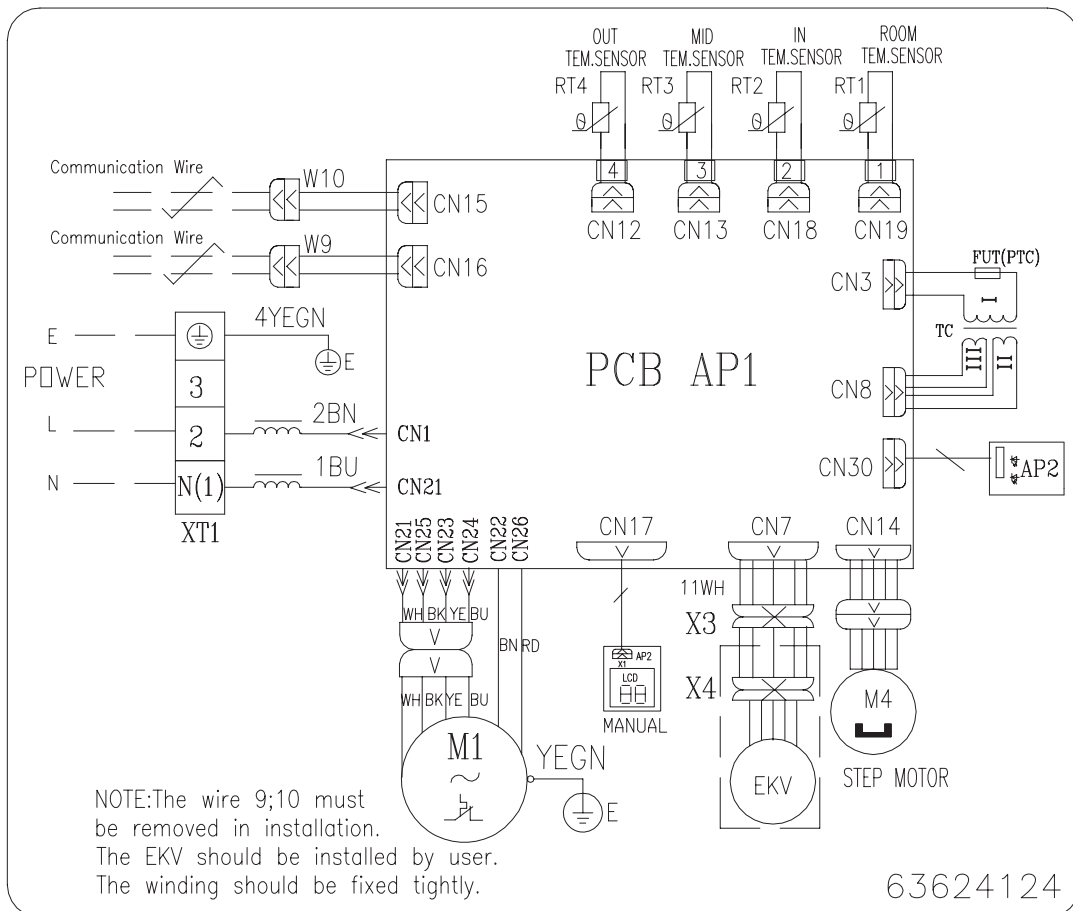 OUT
TEM.SENSOR
MID
TEM.SENSOR
IN
TEM.SENSOR
ROOM
TEM.SENSOR
RT4
RT3
RT2
RT1
θ
θ
θ
θ
4
3
2
1
CN12
CN13
CN18
CN19
Communication Wire
W10
CN15
Communication Wire
W9
CN16
CN3
FUT(PTC)
I
TC
III
II
CN8
E
4YEGN
E
POWER
3
PCB AP1
L
2
2BN
CN1
N
N(1)
1BU
CN21
XT1
CN30
AP2
CN21
CN25
CN23
CN24
CN22
CN26
CN17
CN7
CN14
WH
BK
YE
BU
BN
RD
11WH
X3
X4
AP2
X1
LCD
88
MANUAL
WH
BK
YE
BU
M1
YEGN
E
EKV
M4
STEP MOTOR
NOTE:The wire 9;10 must
be removed in installation.
The EKV should be installed by user.
The winding should be fixed tightly.
63624124